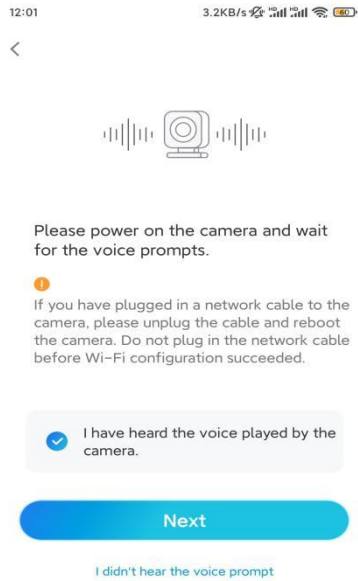 12:01
3.2KB/s HD HD 60
Please power on the camera and wait
for the voice prompts.
If you have plugged in a network cable to the
camera, please unplug the cable and reboot
the camera. Do not plug in the network cable
before Wi-Fi configuration succeeded.
I have heard the voice played by the
camera.
Next
I didn't hear the voice prompt